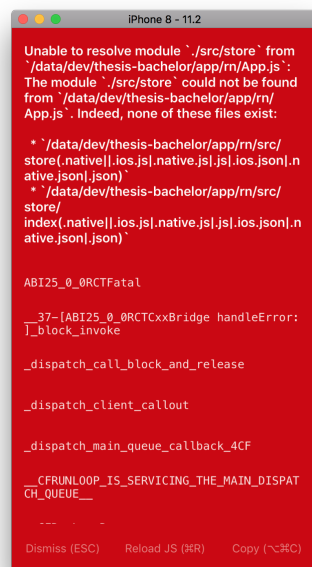 iPhone 8 - 11.2
Unable to resolve module `./src/store` from
`/data/dev/thesis-bachelor/app/rn/App.js`:
The module `./src/store` could not be found
from `/data/dev/thesis-bachelor/app/rn/
App.js`. Indeed, none of these files exist:
* `/data/dev/thesis-bachelor/app/rn/src/
store(.native||.ios.js|.native.js|.js|.ios.json|.n
ative.json|.json)`
* `/data/dev/thesis-bachelor/app/rn/src/
store/
index(.native||.ios.js|.native.js|.js|.ios.json|.n
ative.json|.json)`
ABI25_0_0RCTFatal
__37-[ABI25_0_0RCTCxxBridge handleError:
]_block_invoke
_dispatch_call_block_and_release
_dispatch_client_callout
_dispatch_main_queue_callback_4CF
__CFRUNLOOP_IS_SERVICING_THE_MAIN_DISPAT
CH_QUEUE__
Dismiss (ESC) Reload JS (⌘R) Copy (⌥⌘C)